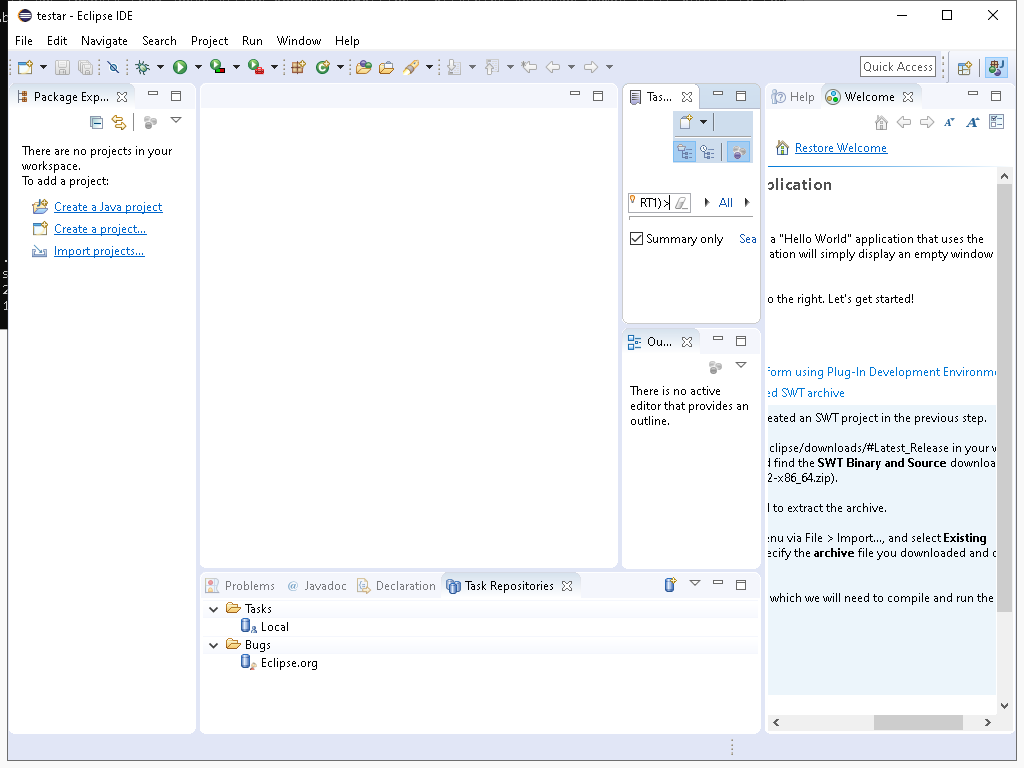 testar - Eclipse IDE
File Edit Navigate Search Project Run Window Help
Quick Access
Package Exp...
There are no projects in your
workspace.
To add a project:
Create a Java project
Create a project...
Import projects...
Tas...
RT1)>
All
Summary only
Sea
Ou...
There is no active
editor that provides an
outline.
Help
Welcome
Restore Welcome
plication
a "Hello World" application that uses the
ation will simply display an empty window
o the right. Let's get started!
form using Plug-In Development Environme
ed SWT archive
eated an SWT project in the previous step.
clipse/downloads/#Latest_Release in your w
d find the SWT Binary and Source downloa
2-x86_64.zip).
l to extract the archive.
enu via File > Import..., and select Existing
ecify the archive file you downloaded and c
which we will need to compile and run the
Problems @ Javadoc Declaration Task Repositories
Tasks
Local
Bugs
Eclipse.org